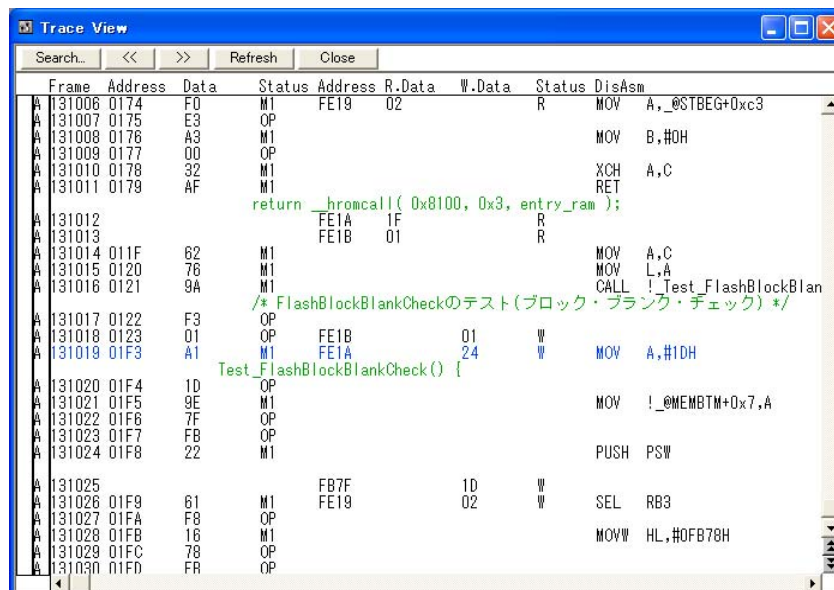 Trace View
Search... << >> Refresh Close
Frame Address Data Status Address R.Data W.Data Status DisAsm
A 131006 0174 F0 M1 FE19 02 R MOV A,_@STBEG+0xc3
A 131007 0175 E3 OP
A 131008 0176 A3 M1 MOV B,#0H
A 131009 0177 00 OP
A 131010 0178 32 M1 XCH A,C
A 131011 0179 AF M1 RET
return __hromcall( 0x8100, 0x3, entry_ram );
A 131012 FE1A 1F R
A 131013 FE1B 01 R
A 131014 011F 62 M1 MOV A,C
A 131015 0120 76 M1 MOV L,A
A 131016 0121 9A M1 CALL !_Test_FlashBlockBlan
/* FlashBlockBlankCheckのテスト(ブロック・ブランク・チェック) */
A 131017 0122 F3 OP
A 131018 0123 01 OP FE1B 01 W
A 131019 01F3 A1 M1 FE1A 24 W MOV A,#1DH
Test_FlashBlockBlankCheck() {
A 131020 01F4 1D OP
A 131021 01F5 9E M1 MOV !_@MEMBTM+0x7,A
A 131022 01F6 7F OP
A 131023 01F7 FB OP
A 131024 01F8 22 M1 PUSH PSW
A 131025 FB7F 1D W
A 131026 01F9 61 M1 FE19 02 W SEL RB3
A 131027 01FA F8 OP
A 131028 01FB 16 M1 MOVW HL,#0FB78H
A 131029 01FC 78 OP
A 131030 01FD FB OP